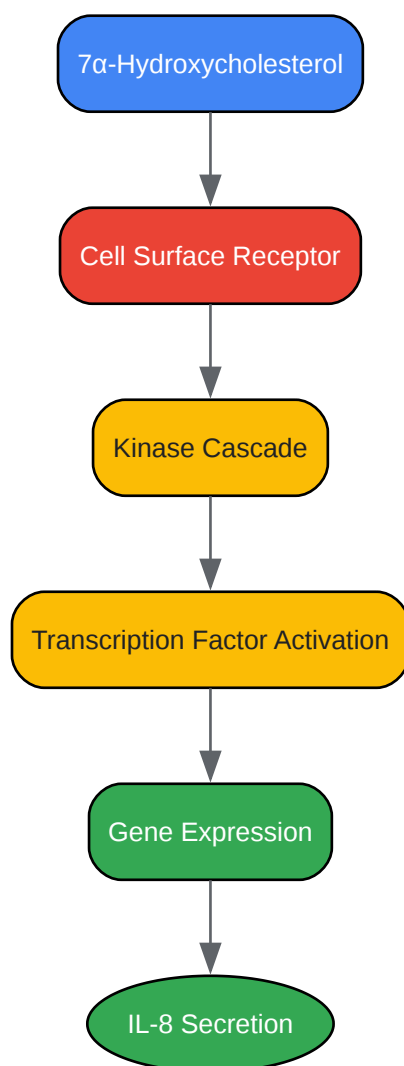 7α-Hydroxycholesterol
Cell Surface Receptor
Kinase Cascade
Transcription Factor Activation
Gene Expression
IL-8 Secretion